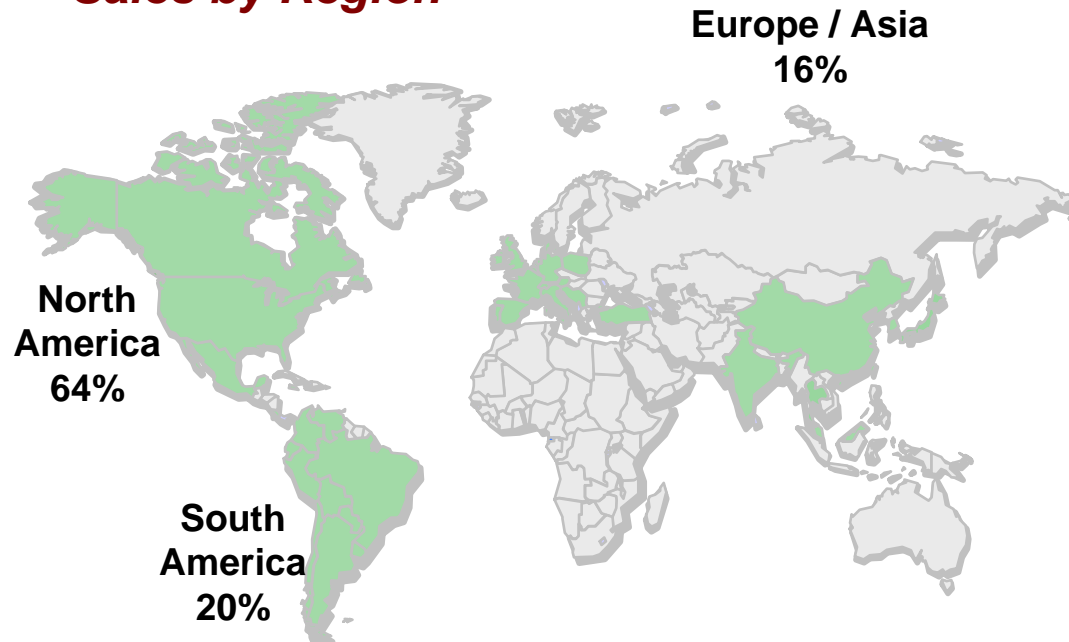 Sales by Region
Europe / Asia
16%
North
America
64%
South
America
20%